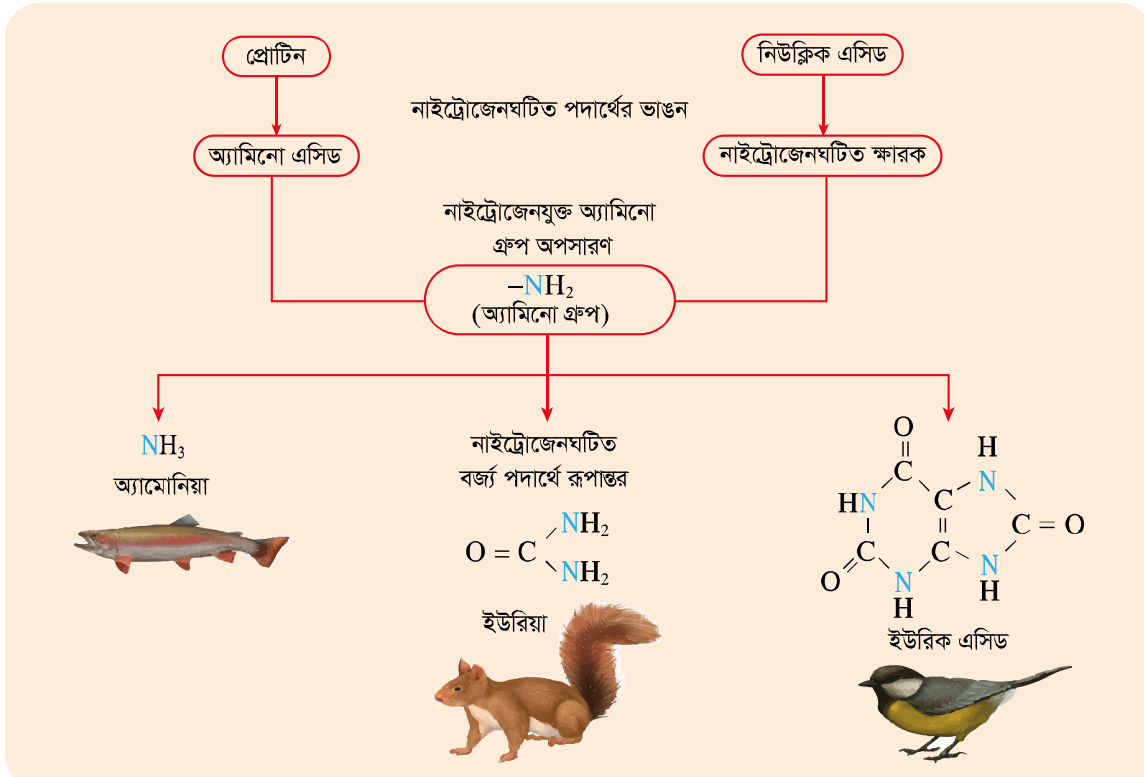 প্রোটিন
নিউক্লিক এসিড
নাইট্রোজেনঘটিত পদার্থের ভাঙন
অ্যামিনো এসিড
নাইট্রোজেনঘটিত ক্ষারক
নাইট্রোজেনযুক্ত অ্যামিনো
গ্রুপ অপসারণ
–NH₂
(অ্যামিনো গ্রুপ)
NH₃
অ্যামোনিয়া
নাইট্রোজেনঘটিত
বর্জ্য পদার্থে রূপান্তর
NH₂
O = C
NH₂
ইউরিয়া
O
H
C
N
HN
C
C = O
C
C
O
N
N
H
H
ইউরিক এসিড